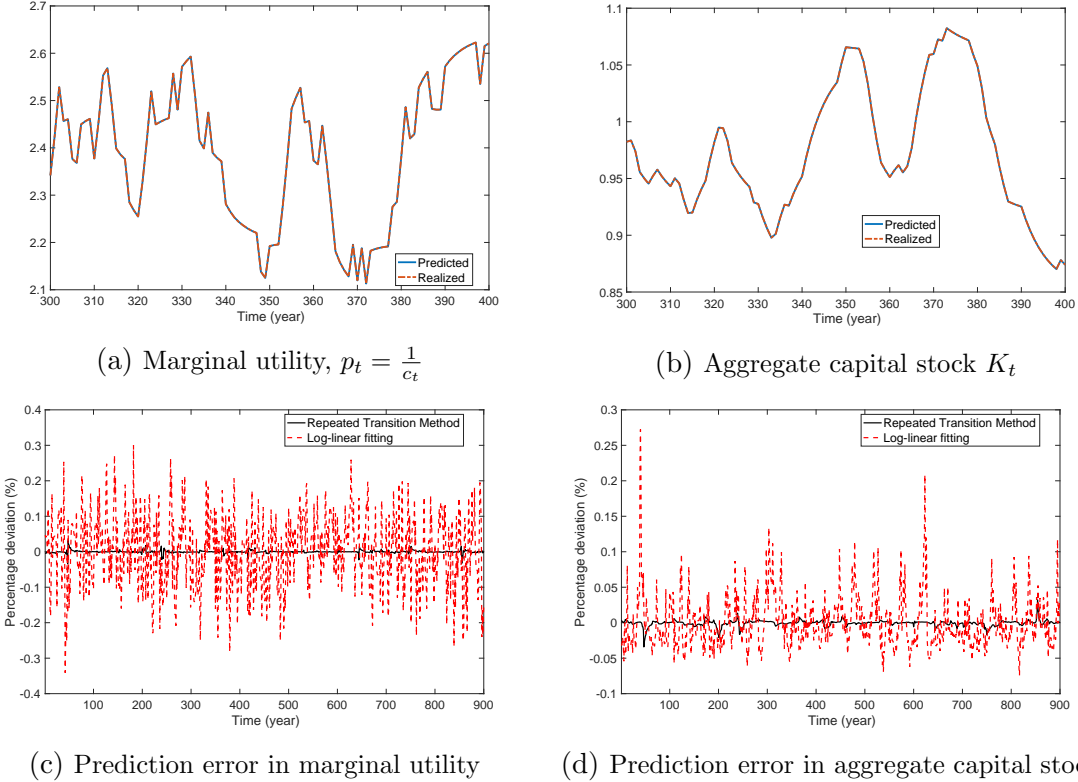 2.7
2.6
2.5
2.4
2.3
2.2
2.1
300 310 320 330 340 350 360 370 380 390 400
Time (year)
Predicted
Realized
(a) Marginal utility, p_t = 1/c_t
1.1
1.05
1
0.95
0.9
0.85
300 310 320 330 340 350 360 370 380 390 400
Time (year)
Predicted
Realized
(b) Aggregate capital stock K_t
0.4
0.3
0.2
0.1
0
-0.1
-0.2
-0.3
-0.4
Percentage deviation (%)
100 200 300 400 500 600 700 800 900
Time (year)
Repeated Transition Method
Log-linear fitting
(c) Prediction error in marginal utility
0.3
0.25
0.2
0.15
0.1
0.05
0
-0.05
-0.1
Percentage deviation (%)
100 200 300 400 500 600 700 800 900
Time (year)
Repeated Transition Method
Log-linear fitting
(d) Prediction error in aggregate capital stoc